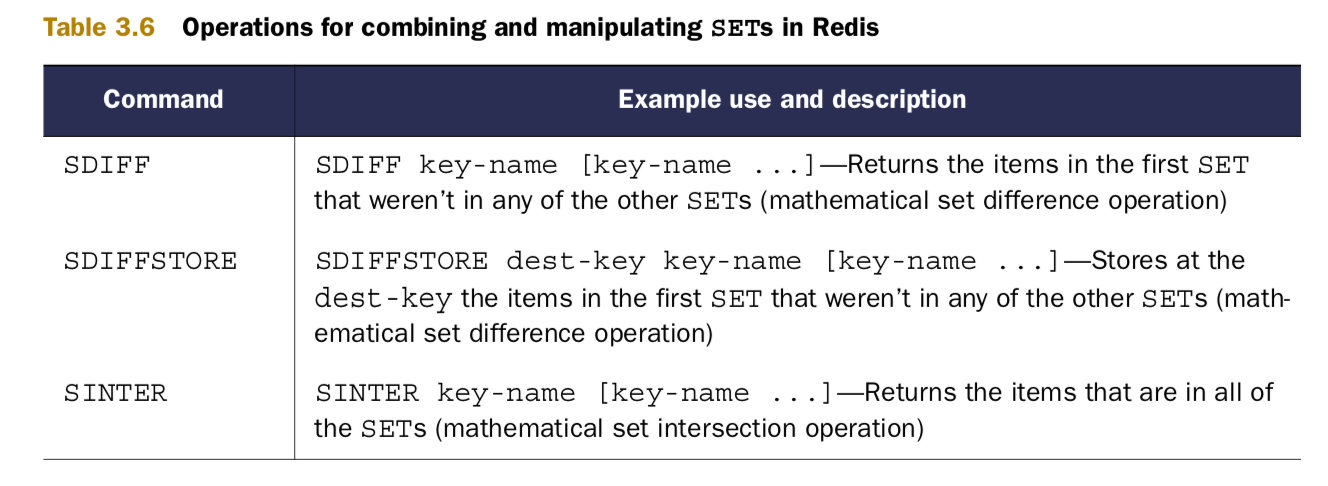 Table 3.6 Operations for combining and manipulating SETs in Redis
Command Example use and description
SDIFF SDIFF key-name [key-name ...]—Returns the items in the first SET
that weren’t in any of the other SETs (mathematical set difference operation)
SDIFFSTORE SDIFFSTORE dest-key key-name [key-name ...]—Stores at the
dest-key the items in the first SET that weren’t in any of the other SETs (math-
ematical set difference operation)
SINTER SINTER key-name [key-name ...]—Returns the items that are in all of
the SETs (mathematical set intersection operation)